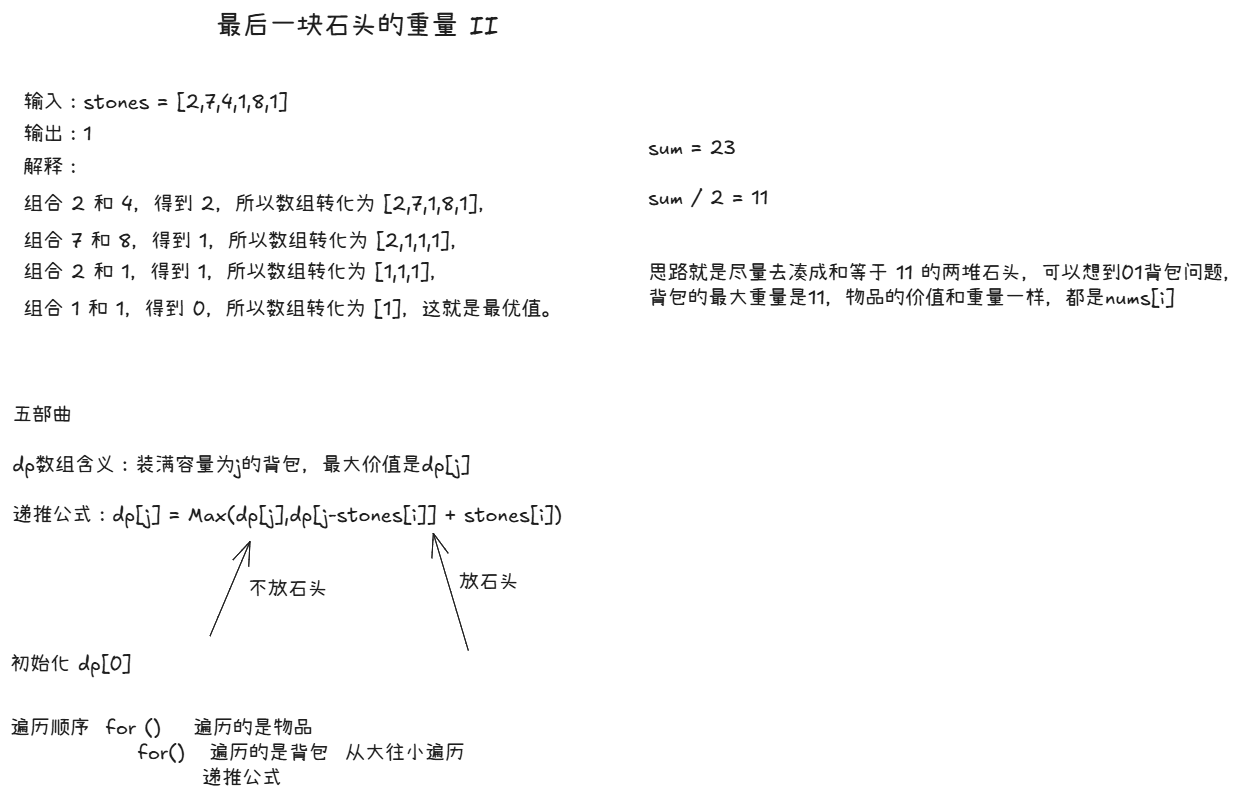 最后一块石头的重量 II
输入：stones = [2,7,4,1,8,1]
输出：1
解释：
组合 2 和 4，得到 2，所以数组转化为 [2,7,1,8,1]，
组合 7 和 8，得到 1，所以数组转化为 [2,1,1,1]，
组合 2 和 1，得到 1，所以数组转化为 [1,1,1]，
组合 1 和 1，得到 0，所以数组转化为 [1]，这就是最优值。
sum = 23
sum / 2 = 11
思路就是尽量去凑成和等于 11 的两堆石头，可以想到01背包问题，
背包的最大重量是11，物品的价值和重量一样，都是nums[i]
五部曲
dp数组含义：装满容量为j的背包，最大价值是dp[j]
递推公式：dp[j] = Max(dp[j],dp[j-stones[i]] + stones[i])
不放石头
放石头
初始化 dp[0]
遍历顺序 for () 遍历的是物品
for() 遍历的是背包 从大往小遍历
递推公式